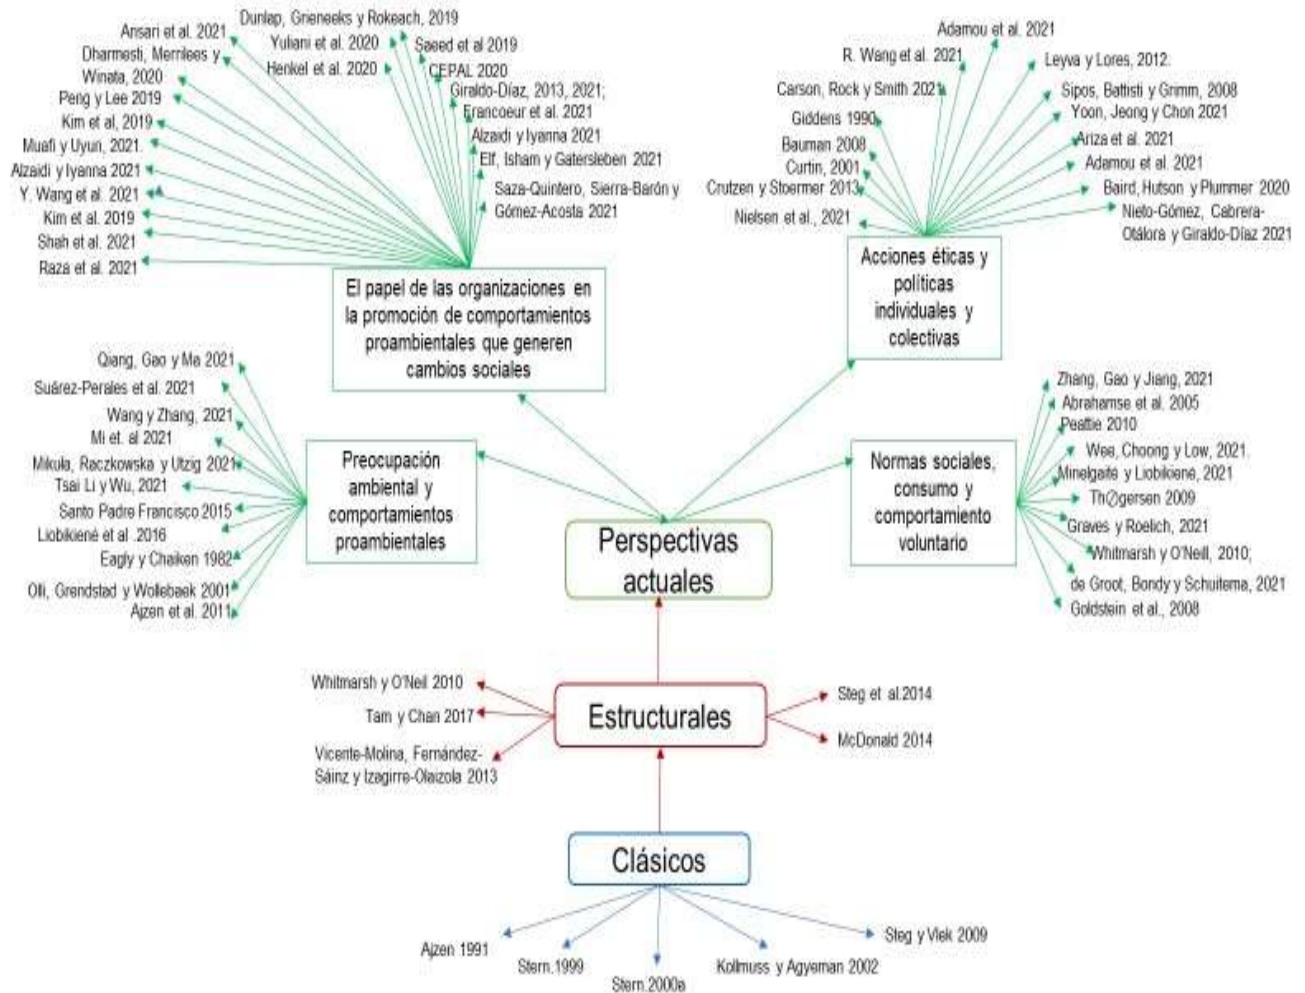 Dunlap, Grieneeks y Rokeach, 2019
Ansari et al. 2021
Yuliani et al. 2020
Saeed et al 2019
Dharmesti, Merrilees y
Winata, 2020
Henkel et al. 2020
CEPAL 2020
Giraldo-Díaz, 2013, 2021;
Peng y Lee 2019
Francoeur et al. 2021
Kim et al, 2019
Alzaidi y Iyanna 2021
Muafi y Uyun, 2021.
Elf, Isham y Gatersleben 2021
Alzaidi y Iyanna 2021
Y. Wang et al. 2021
Saza-Quintero, Sierra-Barón y
Gómez-Acosta 2021
Kim et al. 2019
Shah et al. 2021
Raza et al. 2021
El papel de las organizaciones en
la promoción de comportamientos
proambientales que generen
cambios sociales
Adamou et al. 2021
R. Wang et al. 2021
Leyva y Lores, 2012.
Carson, Rock y Smith 2021
Sipos, Battisti y Grimm, 2008
Giddens 1990
Yoon, Jeong y Chon 2021
Bauman 2008
Ariza et al. 2021
Curtin, 2001
Adamou et al. 2021
Crutzen y Stoermer 2013
Baird, Hutson y Plummer 2020
Nielsen et al., 2021
Nieto-Gómez, Cabrera-
Otálora y Giraldo-Díaz 2021
Acciones éticas y
políticas
individuales y
colectivas
Qiang, Gao y Ma 2021
Suárez-Perales et al. 2021
Wang y Zhang, 2021
Mi et. al 2021
Mikuła, Raczkowska y Utzig 2021
Tsai Li y Wu, 2021
Santo Padre Francisco 2015
Liobikiené et al .2016
Eagly y Chaiken 1982
Olli, Grendstad y Wollebaek 2001
Ajzen et al. 2011
Preocupación
ambiental y
comportamientos
proambientales
Zhang, Gao y Jiang, 2021
Abrahamse et al. 2005
Peattie 2010
Wee, Choong y Low, 2021.
Minelgaité y Liobikiené, 2021
Th∅gersen 2009
Graves y Roelich, 2021
Whitmarsh y O’Neill, 2010;
de Groot, Bondy y Schuitema, 2021
Goldstein et al., 2008
Normas sociales,
consumo y
comportamiento
voluntario
Perspectivas
actuales
Whitmarsh y O'Neil 2010
Tam y Chan 2017
Vicente-Molina, Fernández-
Sáinz y Izagirre-Olaizola 2013
Estructurales
Steg et al.2014
McDonald 2014
Clásicos
Ajzen 1991
Stern.1999
Stern.2000a
Kollmuss y Agyeman 2002
Steg y Vlek 2009